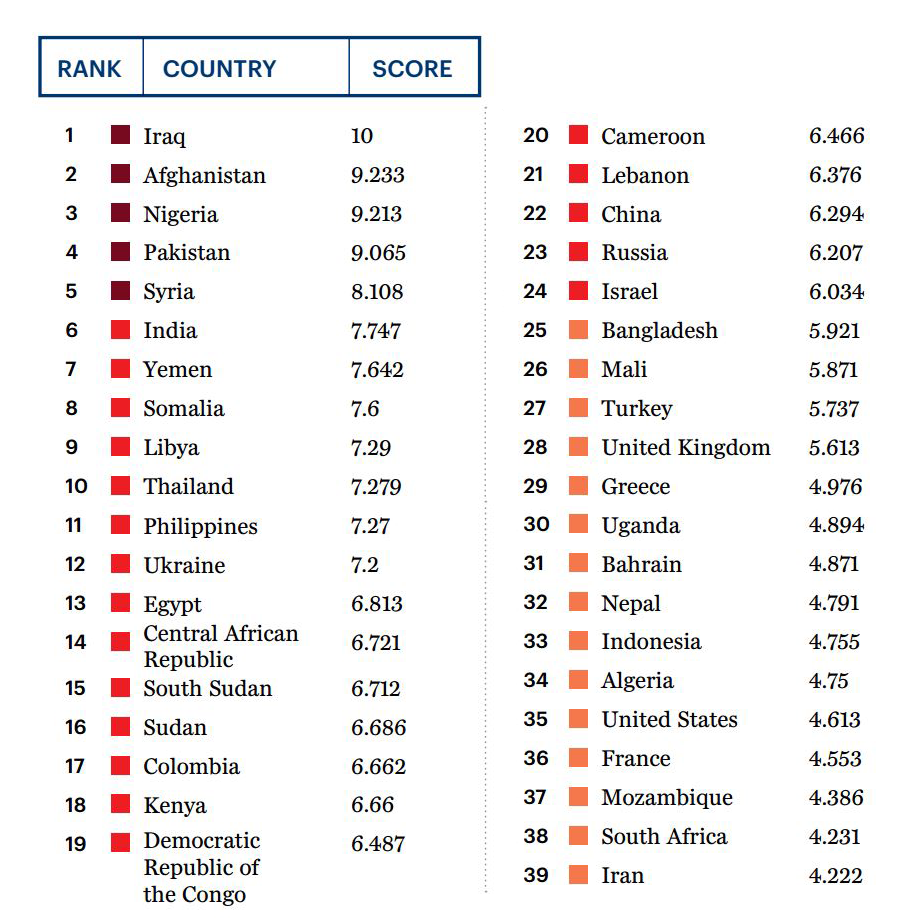 RANK COUNTRY SCORE
1 Iraq 10
2 Afghanistan 9.233
3 Nigeria 9.213
4 Pakistan 9.065
5 Syria 8.108
6 India 7.747
7 Yemen 7.642
8 Somalia 7.6
9 Libya 7.29
10 Thailand 7.279
11 Philippines 7.27
12 Ukraine 7.2
13 Egypt 6.813
14 Central African
Republic 6.721
15 South Sudan 6.712
16 Sudan 6.686
17 Colombia 6.662
18 Kenya 6.66
19 Democratic 6.487
Republic of
the Congo
20 Cameroon 6.466
21 Lebanon 6.376
22 China 6.294
23 Russia 6.207
24 Israel 6.034
25 Bangladesh 5.921
26 Mali 5.871
27 Turkey 5.737
28 United Kingdom 5.613
29 Greece 4.976
30 Uganda 4.894
31 Bahrain 4.871
32 Nepal 4.791
33 Indonesia 4.755
34 Algeria 4.75
35 United States 4.613
36 France 4.553
37 Mozambique 4.386
38 South Africa 4.231
39 Iran 4.222